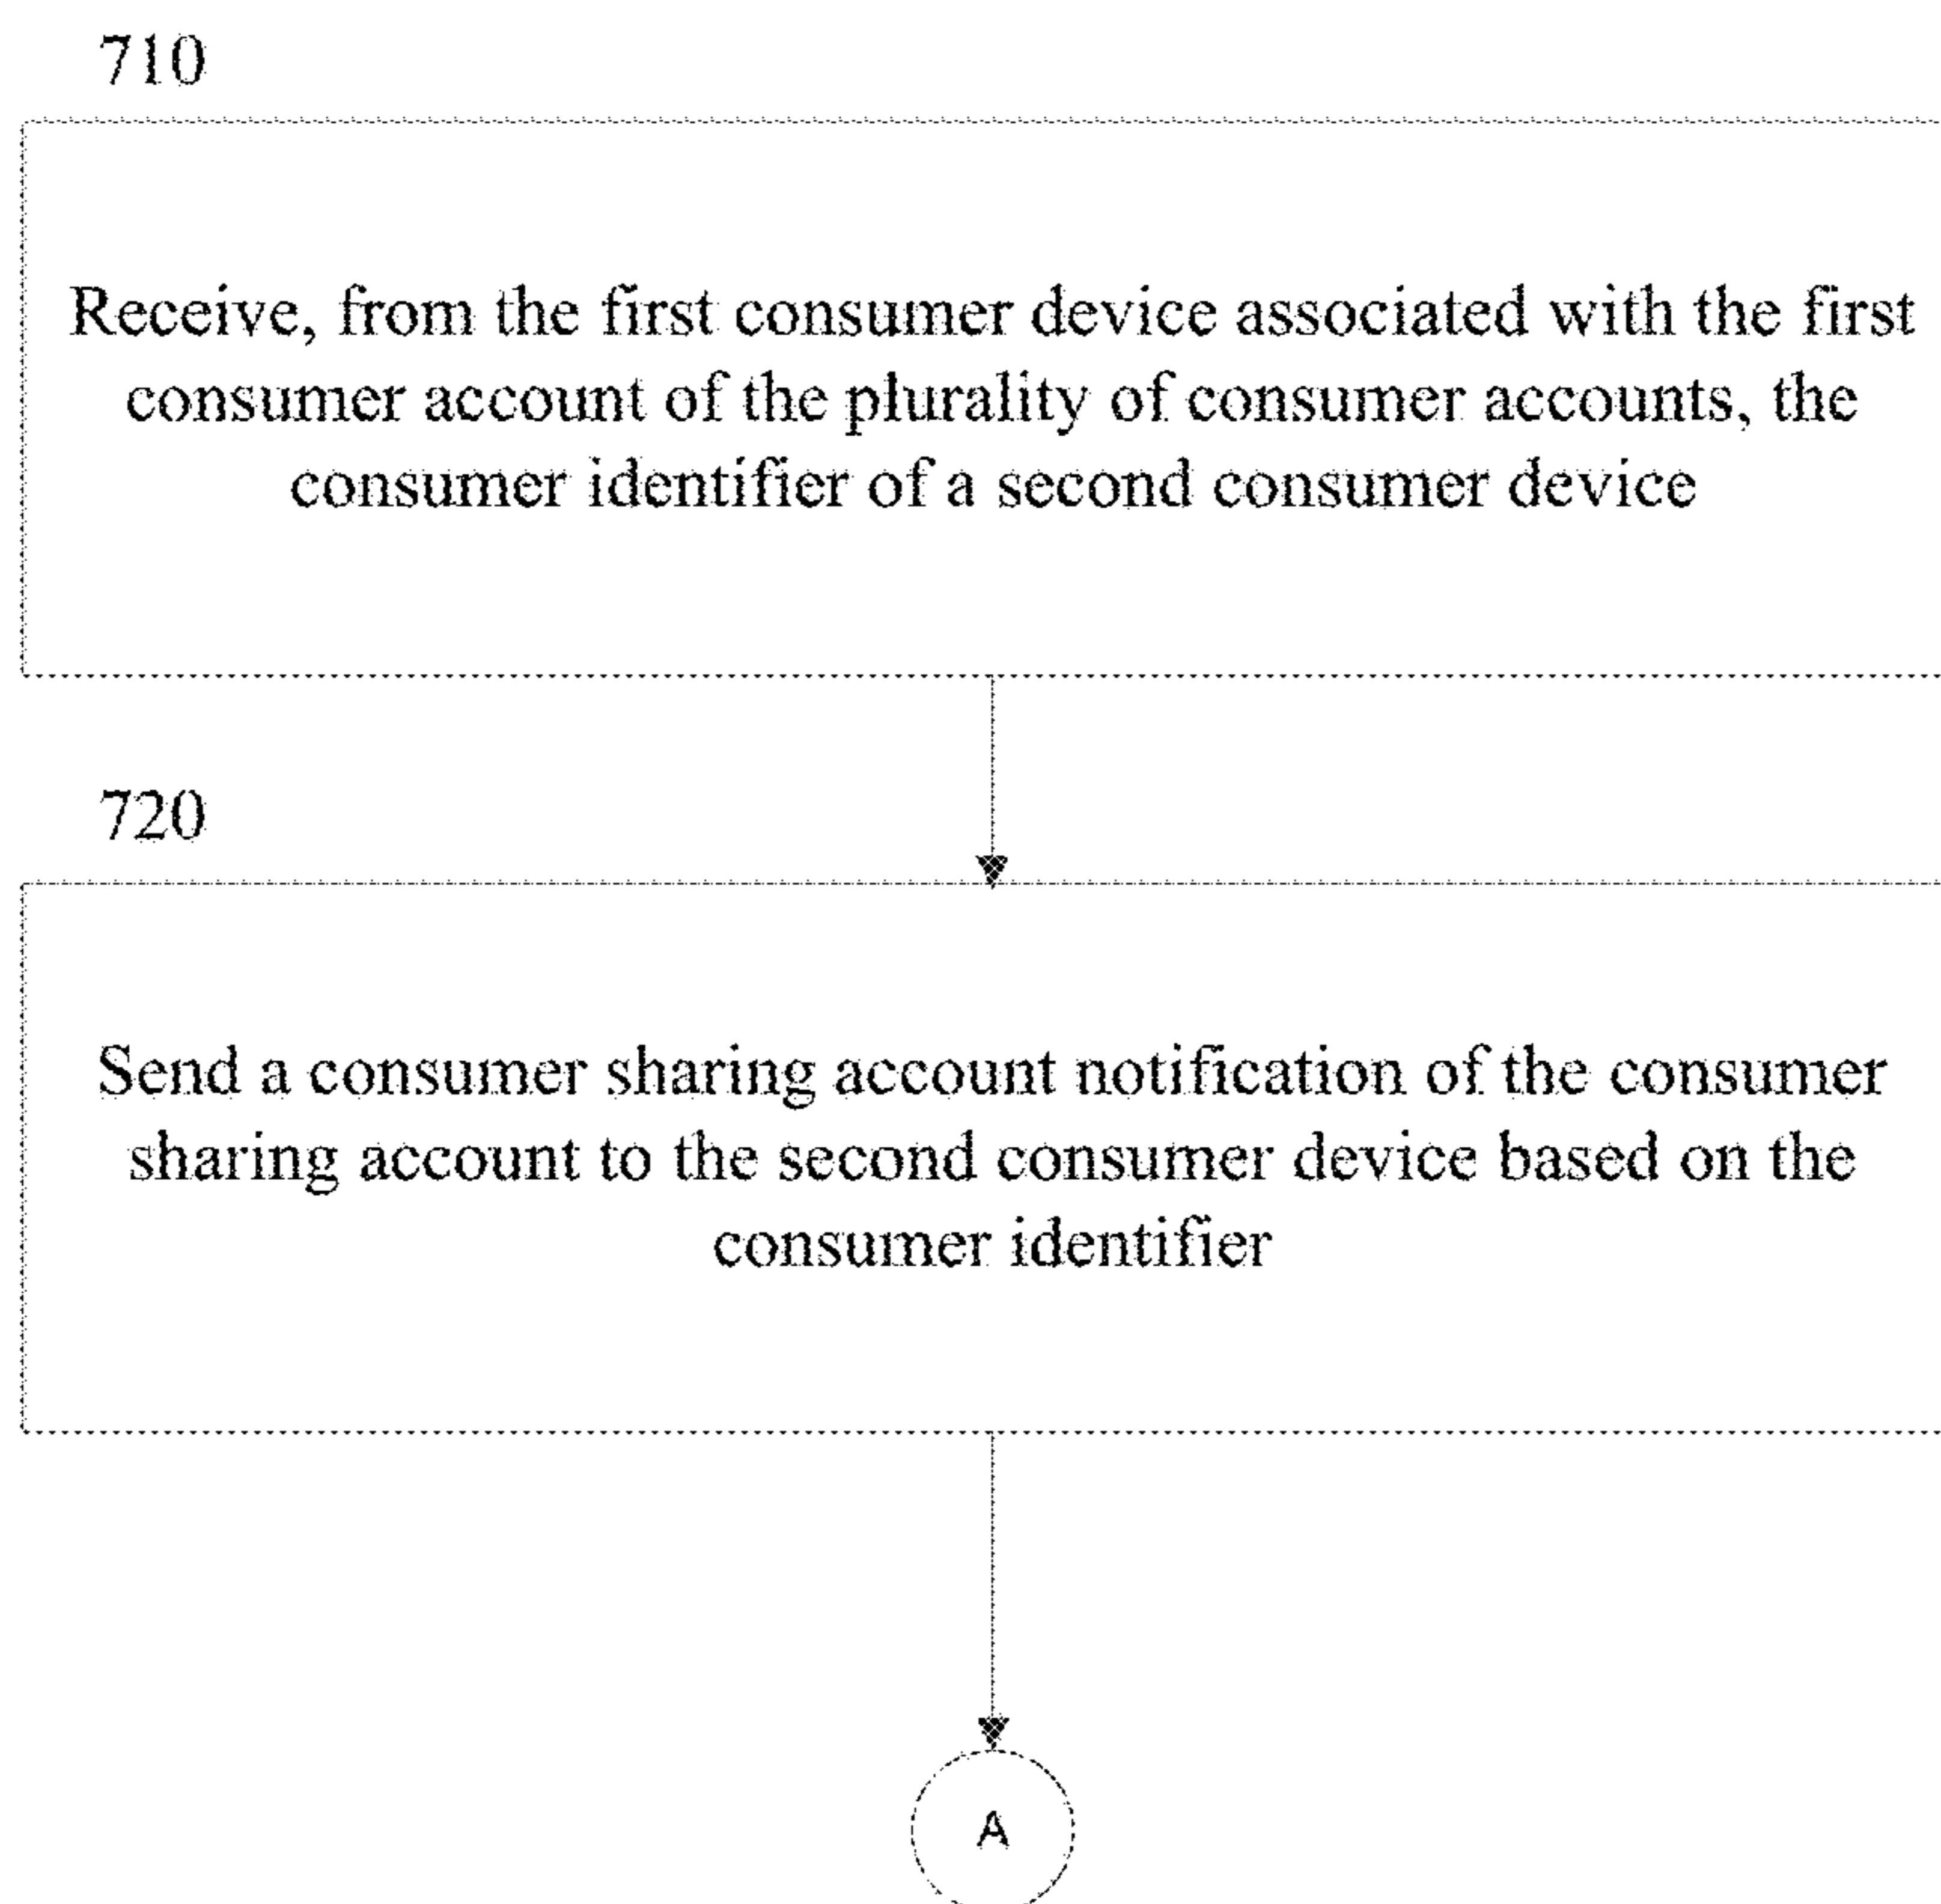 710
Receive, from the first consumer device associated with the first
consumer account of the plurality of consumer accounts, the
consumer identifier of a second consumer device
720
Send a consumer sharing account notification of the consumer
sharing account to the second consumer device based on the
consumer identifier
A